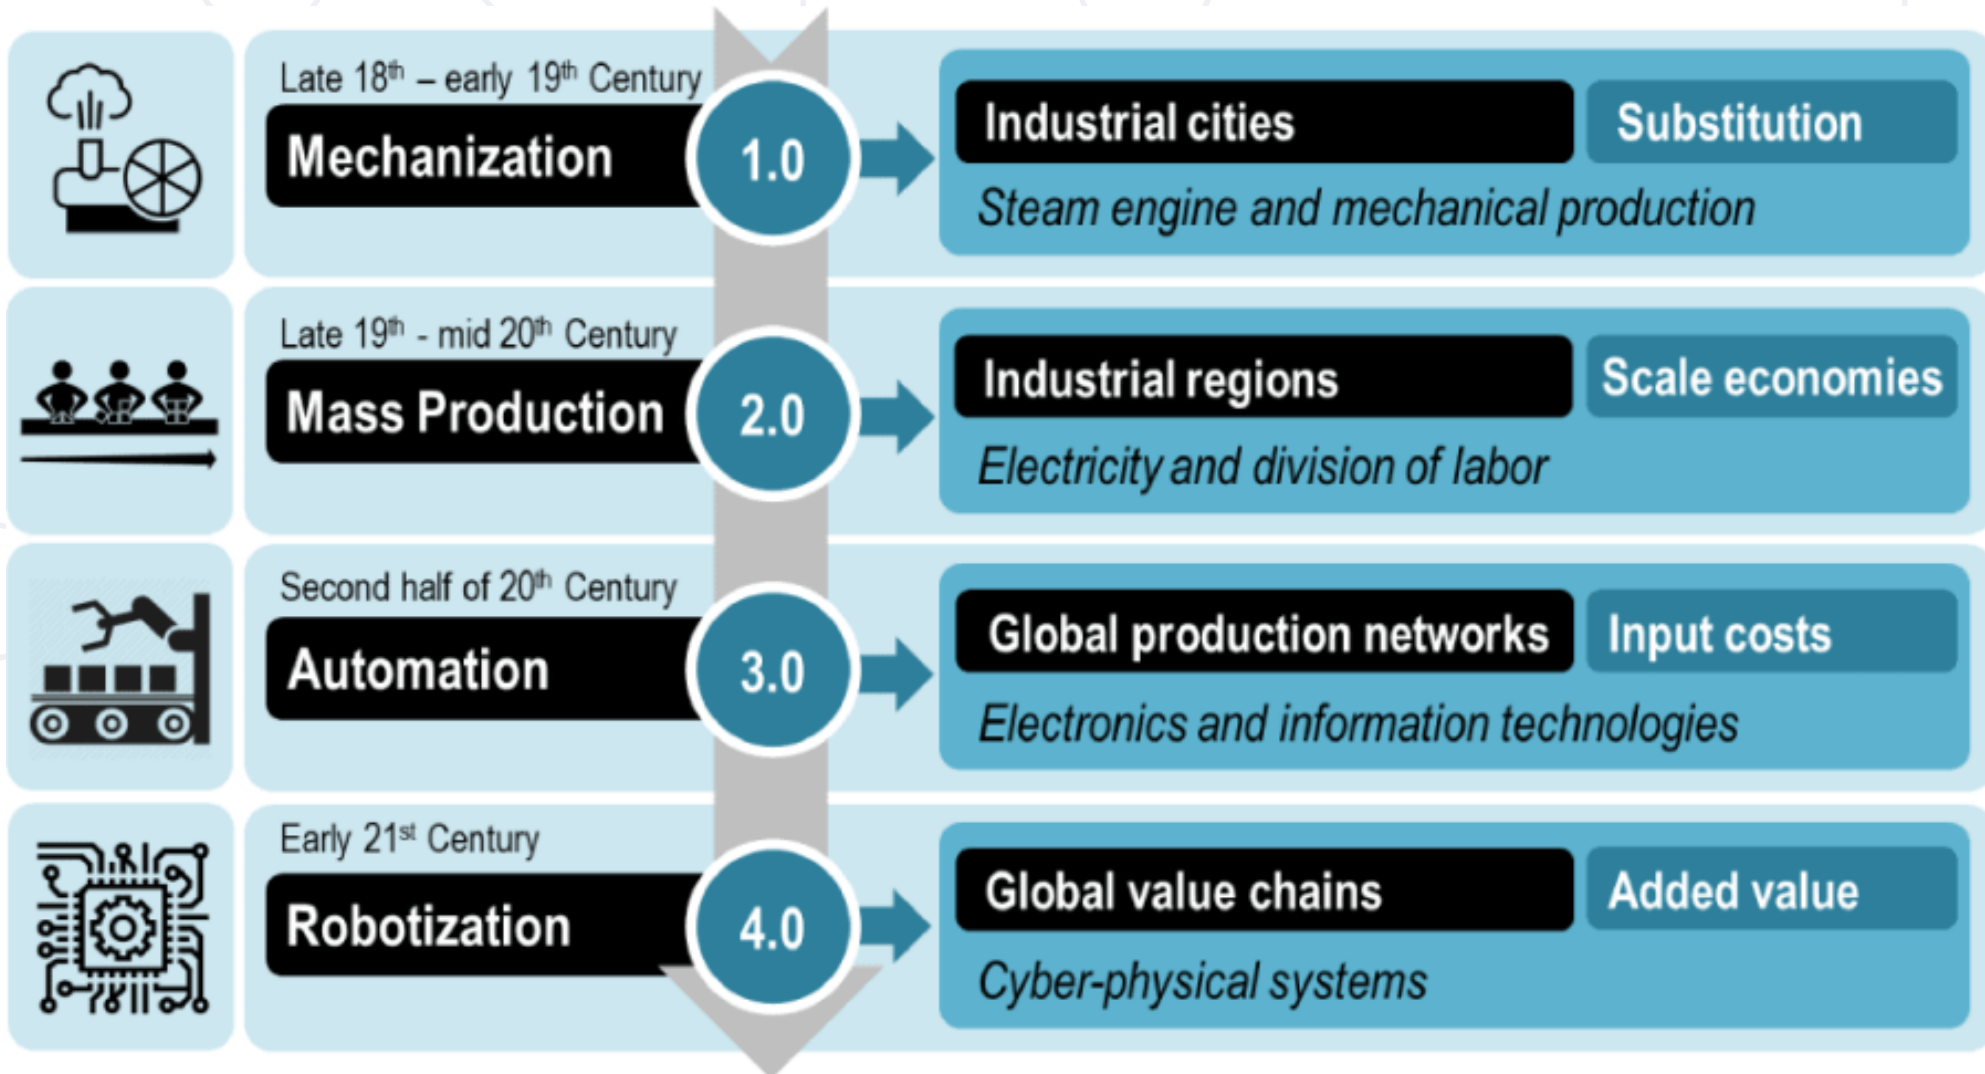 Late 18th – early 19th Century
Mechanization
1.0
Industrial cities
Substitution
Steam engine and mechanical production
Late 19th - mid 20th Century
Mass Production
2.0
Industrial regions
Scale economies
Electricity and division of labor
Second half of 20th Century
Automation
3.0
Global production networks
Input costs
Electronics and information technologies
Early 21st Century
Robotization
4.0
Global value chains
Added value
Cyber-physical systems